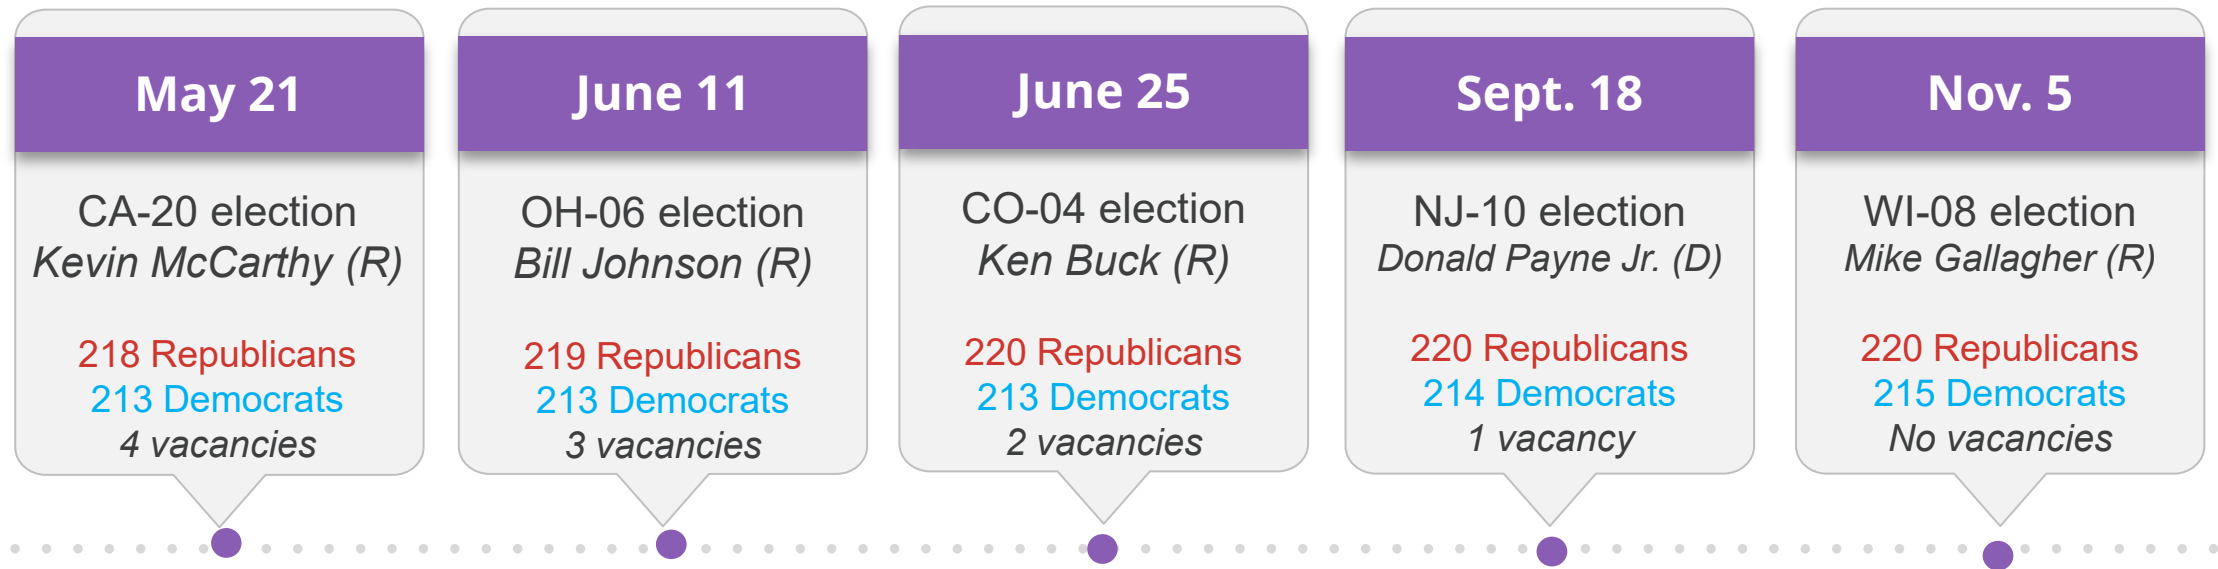 May 21
CA-20 election
Kevin McCarthy (R)
218 Republicans
213 Democrats
4 vacancies
June 11
OH-06 election
Bill Johnson (R)
219 Republicans
213 Democrats
3 vacancies
June 25
CO-04 election
Ken Buck (R)
220 Republicans
213 Democrats
2 vacancies
Sept. 18
NJ-10 election
Donald Payne Jr. (D)
220 Republicans
214 Democrats
1 vacancy
Nov. 5
WI-08 election
Mike Gallagher (R)
220 Republicans
215 Democrats
No vacancies